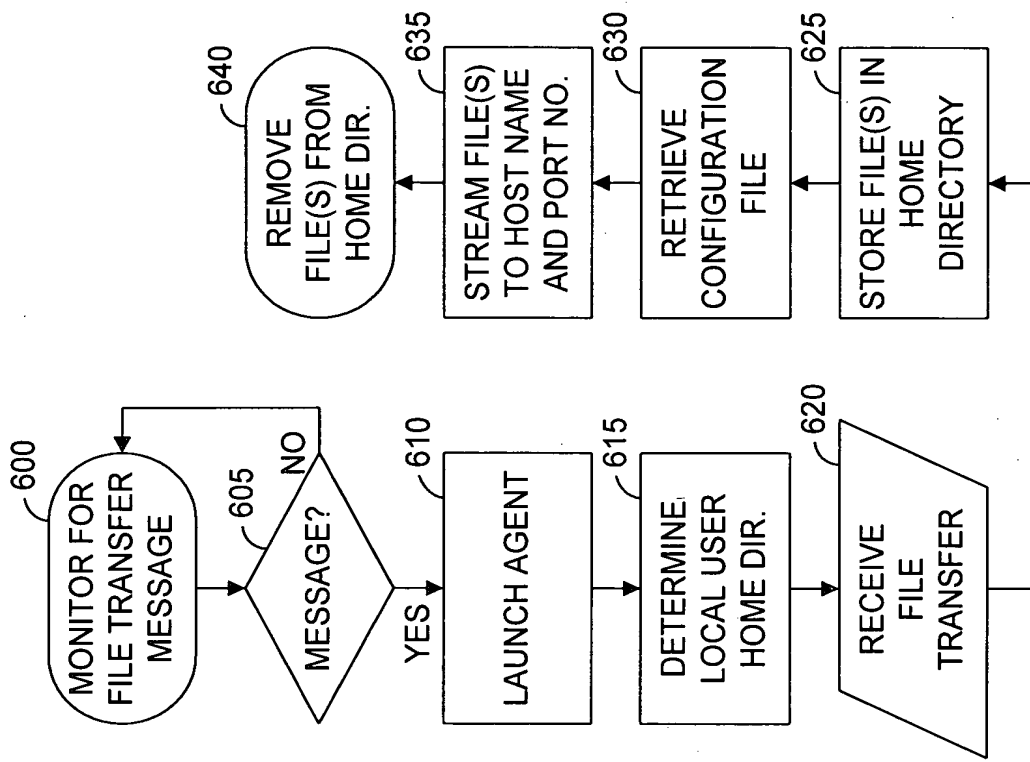 600
MONITOR FOR
FILE TRANSFER
MESSAGE
605
MESSAGE?
NO
YES
610
LAUNCH AGENT
615
DETERMINE
LOCAL USER
HOME DIR.
620
RECEIVE
FILE
TRANSFER
625
STORE FILE(S) IN
HOME
DIRECTORY
630
RETRIEVE
CONFIGURATION
FILE
635
STREAM FILE(S)
TO HOST NAME
AND PORT NO.
640
REMOVE
FILE(S) FROM
HOME DIR.